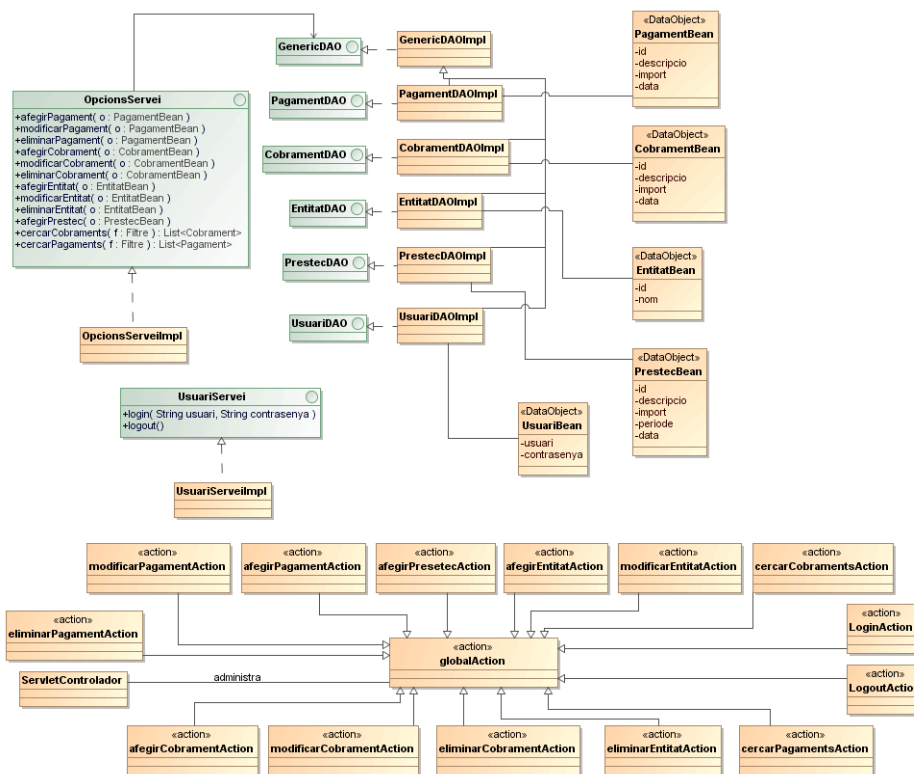 «DataObject»
PagamentBean
-id
-descripcio
-import
-data
GenericDAO
GenericDAOImpl
OpcionsServei
+afegirPagament( o : PagamentBean )
+modificarPagament( o : PagamentBean )
+eliminarPagament( o : PagamentBean )
+afegirCobrament( o : CobramentBean )
+modificarCobrament( o : CobramentBean )
+eliminarCobrament( o : CobramentBean )
+afegirEntitat( o : EntitatBean )
+modificarEntitat( o : EntitatBean )
+eliminarEntitat( o : EntitatBean )
+afegirPrestec( o : PrestecBean )
+cercarCobraments( f : Filtre ) : List<Cobrament>
+cercarPagaments( f : Filtre ) : List<Pagament>
PagamentDAO
PagamentDAOImpl
CobramentDAO
CobramentDAOImpl
«DataObject»
CobramentBean
-id
-descripcio
-import
-data
EntitatDAO
EntitatDAOImpl
PrestecDAO
PrestecDAOImpl
«DataObject»
EntitatBean
-id
-nom
UsuariDAO
UsuariDAOImpl
OpcionsServeiImpl
«DataObject»
PrestecBean
-id
-descripcio
-import
-periode
-data
UsuariServei
+login( String usuari, String contrasenya )
+logout()
«DataObject»
UsuariBean
-usuari
-contrasenya
UsuariServeiImpl
«action»
modificarPagamentAction
«action»
afegirPagamentAction
«action»
afegirPresetecAction
«action»
afegirEntitatAction
«action»
modificarEntitatAction
«action»
cercarCobramentsAction
«action»
eliminarPagamentAction
«action»
globalAction
«action»
LoginAction
ServletControlador
administra
«action»
LogoutAction
«action»
afegirCobramentAction
«action»
modificarCobramentAction
«action»
eliminarCobramentAction
«action»
eliminarEntitatAction
«action»
cercarPagamentsAction